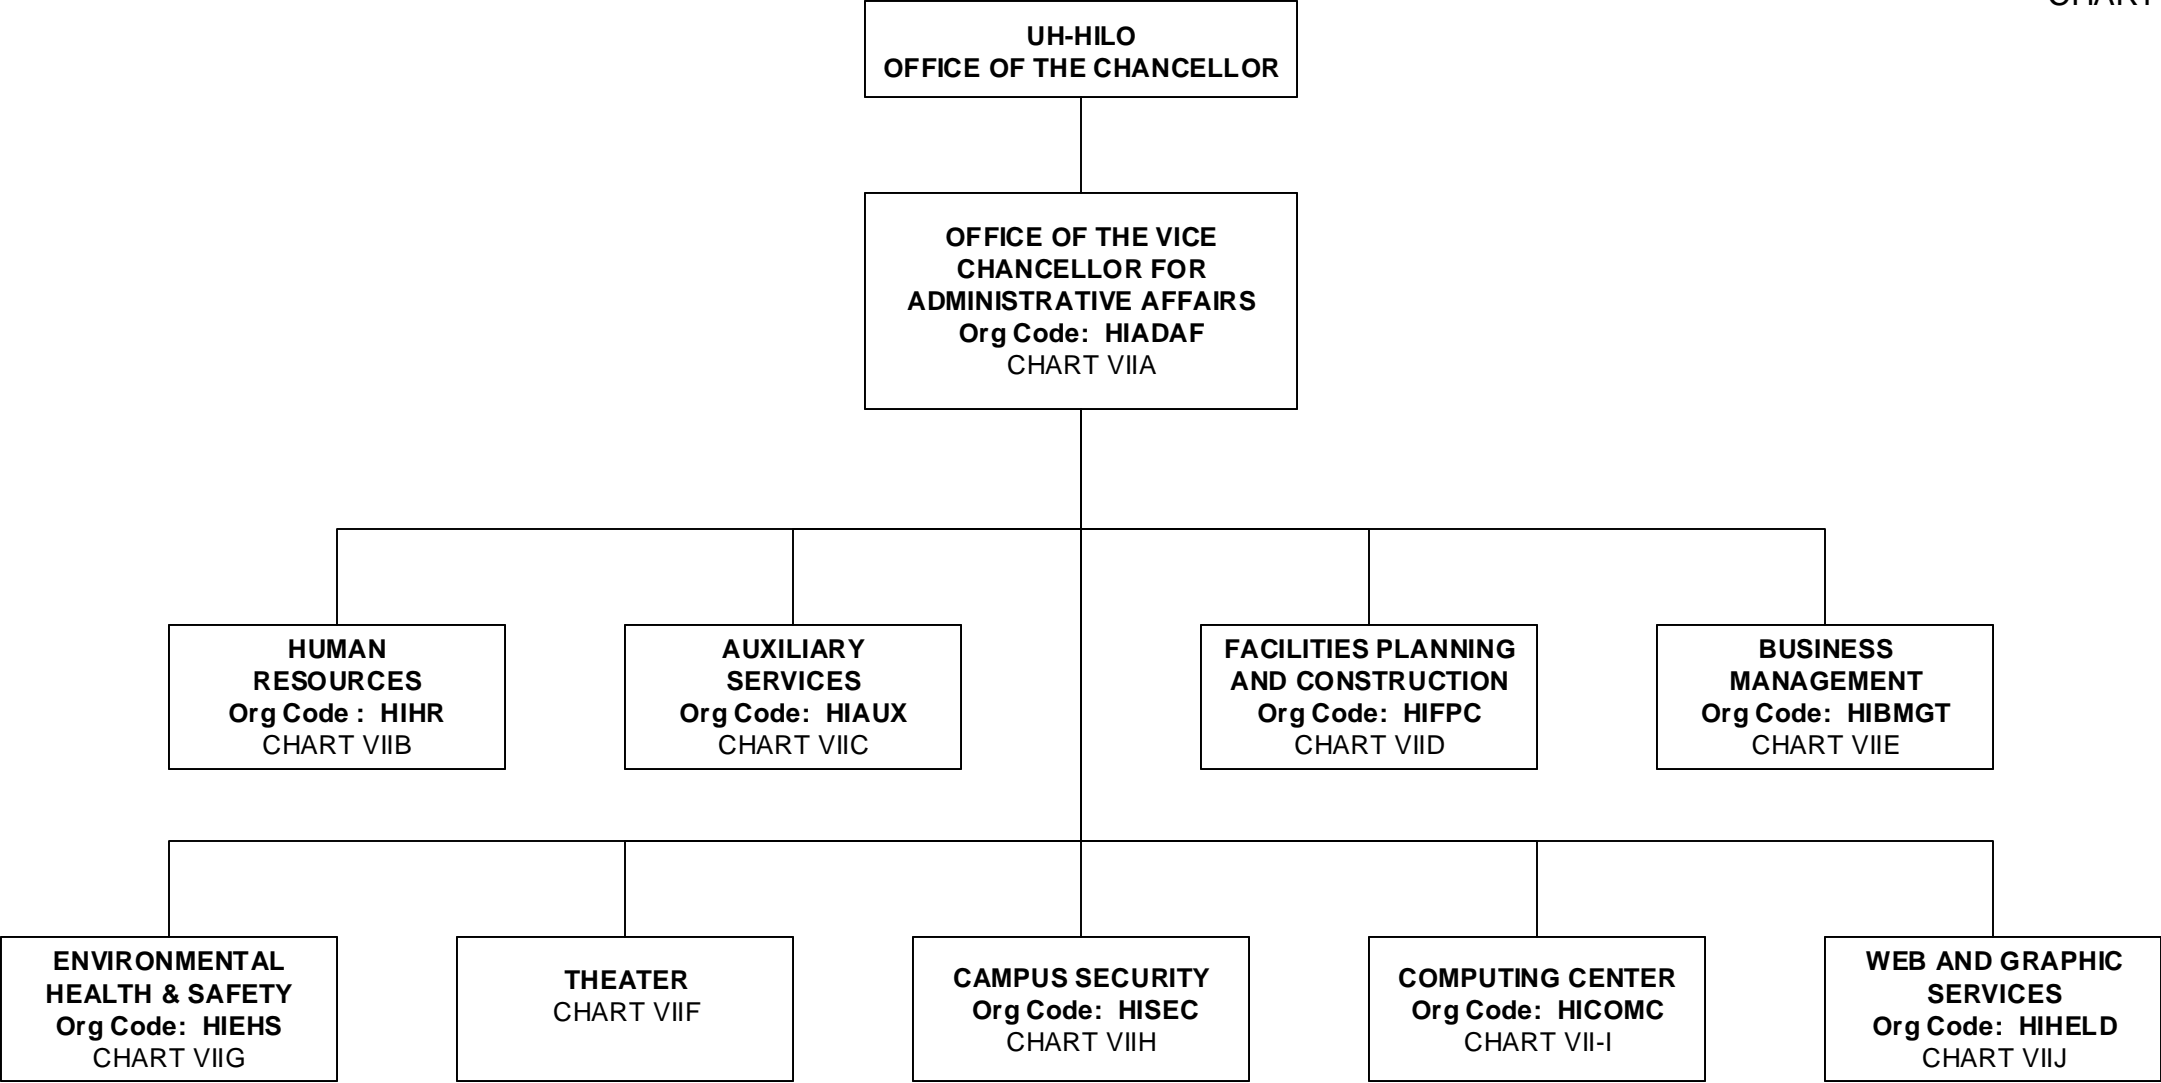 CHART
UH-HILO
OFFICE OF THE CHANCELLOR
OFFICE OF THE VICE
CHANCELLOR FOR
ADMINISTRATIVE AFFAIRS
Org Code: HIADAF
CHART VIIA
HUMAN
RESOURCES
Org Code : HIHR
CHART VIIB
AUXILIARY
SERVICES
Org Code: HIAUX
CHART VIIC
FACILITIES PLANNING
AND CONSTRUCTION
Org Code: HIFPC
CHART VIID
BUSINESS
MANAGEMENT
Org Code: HIBMGT
CHART VIIE
ENVIRONMENTAL
HEALTH & SAFETY
Org Code: HIEHS
CHART VIIG
THEATER
CHART VIIF
CAMPUS SECURITY
Org Code: HISEC
CHART VIIH
COMPUTING CENTER
Org Code: HICOMC
CHART VII-I
WEB AND GRAPHIC
SERVICES
Org Code: HIHELD
CHART VIIJ